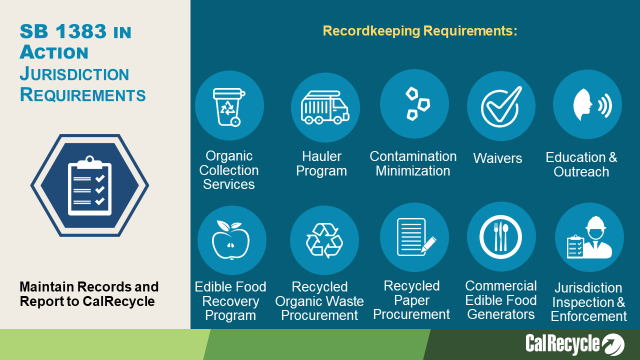 SB 1383 IN
ACTION
JURISDICTION
REQUIREMENTS
Maintain Records and
Report to CalRecycle
Recordkeeping Requirements:
Organic
Collection
Services
Hauler
Program
Contamination
Minimization
Waivers
Education &
Outreach
Edible Food
Recovery
Program
Recycled
Organic Waste
Procurement
Recycled
Paper
Procurement
Commercial
Edible Food
Generators
Jurisdiction
Inspection &
Enforcement
CalRecycle